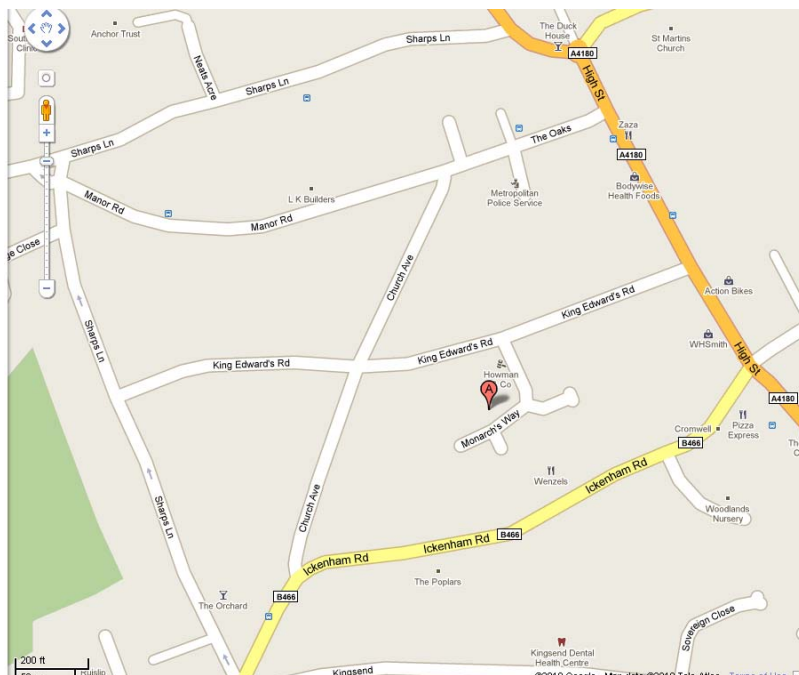 Anchor Trust
The Duck
House
St Martins
Church
Sharps Ln
A4180
High St
Neats Acre
Sharps Ln
Sharps Ln
The Oaks
Zaza
A4180
Manor Rd
L K Builders
Metropolitan
Police Service
Bodywise
Health Foods
Manor Rd
Church Ave
King Edward's Rd
Action Bikes
Sharps Ln
King Edward's Rd
King Edward's Rd
WHSmith
High St
Howman
Co
A
A4180
Monarch's Way
Cromwell
Pizza
Express
B466
Wenzels
Ickenham Rd
Church Ave
Sharps Ln
Woodlands
Nursery
B466
Ickenham Rd
Ickenham Rd
The Poplars
B466
The Orchard
Sovereign Close
Kingsend Dental
Health Centre
200 ft
Kingsend